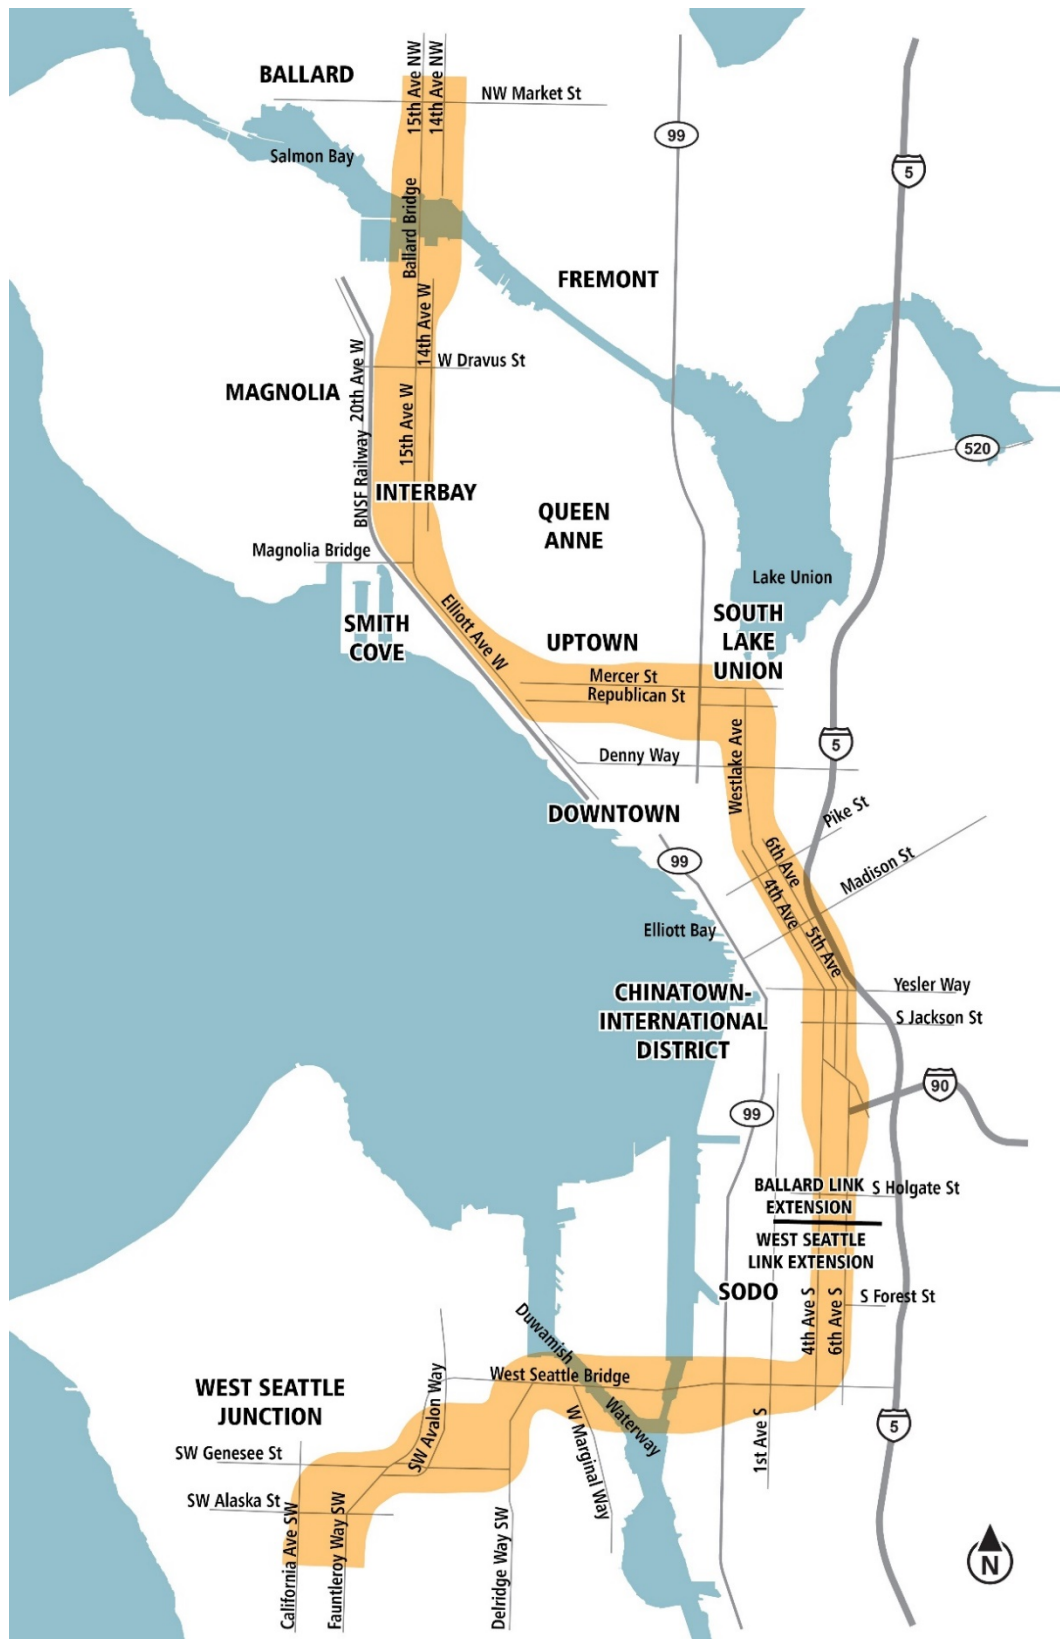 BALLARD
15th Ave NW
14th Ave NW
NW Market St
99
5
Salmon Bay
Ballard Bridge
FREMONT
14th Ave W
W Dravus St
MAGNOLIA
20th Ave W
15th Ave W
520
BNSF Railway
INTERBAY
QUEEN
ANNE
Magnolia Bridge
Lake Union
SMITH
COVE
Elliott Ave W
UPTOWN
SOUTH
LAKE
UNION
Mercer St
Republican St
Denny Way
Westlake Ave
5
DOWNTOWN
Pike St
99
6th Ave
4th Ave
Madison St
Elliott Bay
5th Ave
CHINATOWN-
INTERNATIONAL
DISTRICT
Yesler Way
S Jackson St
90
99
BALLARD LINK
EXTENSION
S Holgate St
WEST SEATTLE
LINK EXTENSION
SODO
4th Ave S
6th Ave S
S Forest St
Duwamish
Waterway
West Seattle Bridge
WEST SEATTLE
JUNCTION
SW Avalon Way
W Marginal Way
1st Ave S
5
SW Genesee St
SW Alaska St
California Ave SW
Fauntleroy Way SW
Delridge Way SW
N